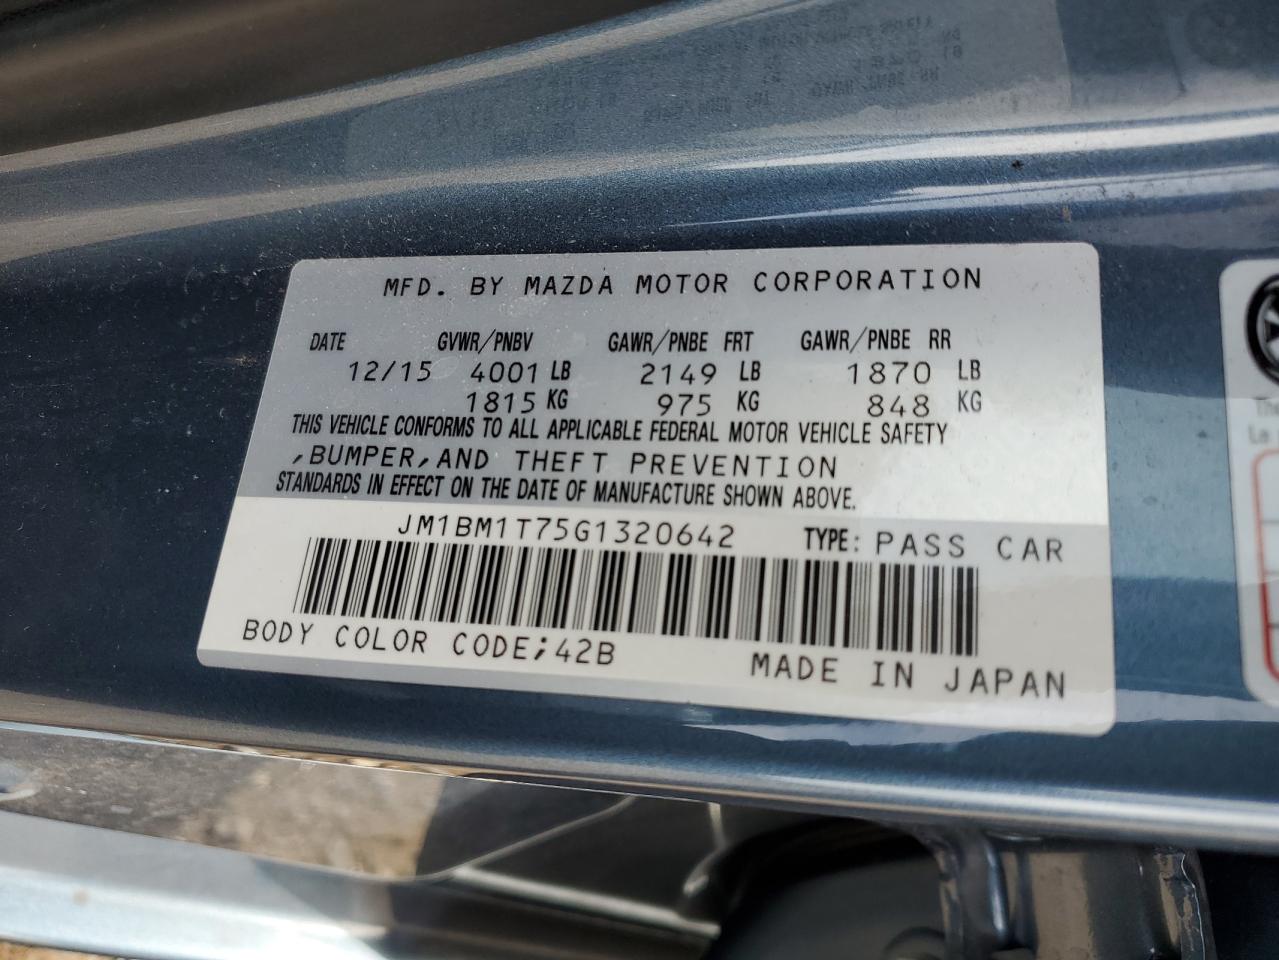 MFD. BY MAZDA MOTOR CORPORATION
DATE GVWR/PNBV GAWR/PNBE FRT GAWR/PNBE RR
12/15 4001 LB 2149 LB 1870 LB
1815 KG 975 KG 848 KG
THIS VEHICLE CONFORMS TO ALL APPLICABLE FEDERAL MOTOR VEHICLE SAFETY
,BUMPER,AND THEFT PREVENTION
STANDARDS IN EFFECT ON THE DATE OF MANUFACTURE SHOWN ABOVE.
JM1BM1T75G1320642 TYPE: PASS CAR
BODY COLOR CODE;42B
MADE IN JAPAN
La